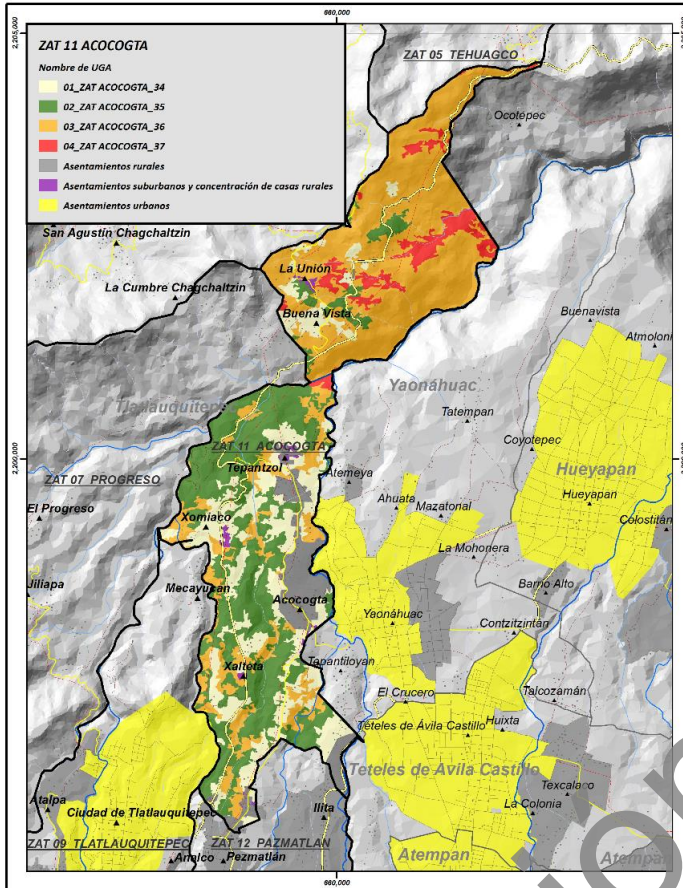 660,000
2,205,000
ZAT 11 ACOCOGTA
Nombre de UGA
01_ZAT ACOCOGTA_34
02_ZAT ACOCOGTA_35
03_ZAT ACOCOGTA_36
04_ZAT ACOCOGTA_37
Asentamientos rurales
Asentamientos suburbanos y concentración de casas rurales
Asentamientos urbanos
ZAT 05 TEHUAGCO
Ocotepec
San Agustín Chagchaltzin
La Unión
La Cumbre Chagchaltzin
Buena Vista
Buenavista
Atmoloni
Yaonáhuac
Tlatlauquitepec
Tatempan
ZAT 11 ACOCOGTA
Coyotepec
2,200,000
Tepantzol
Atemeya
Hueyapan
ZAT 07 PROGRESO
El Progreso
Xomiaco
Ahuata
Mazatonal
Hueyapan
Celostitán
La Mohonera
Jiliapa
Mecayucan
Acocogta
Barrio Alto
Yaonáhuac
Contzitzintán
Xalteta
Tepantiloyan
El Crucero
Talcozamán
Teteles de Ávila Castillo
Huixta
Teteles de Avila Castillo
Texcalaco
Atalpa
Ciudad de Tlatlauquitepec
Ilita
La Colonia
ZAT 09 TLATLAUQUITEPEC
ZAT 12 PAZMATLAN
Atempan
Atempan
Analco
Pezmatlán
660,000